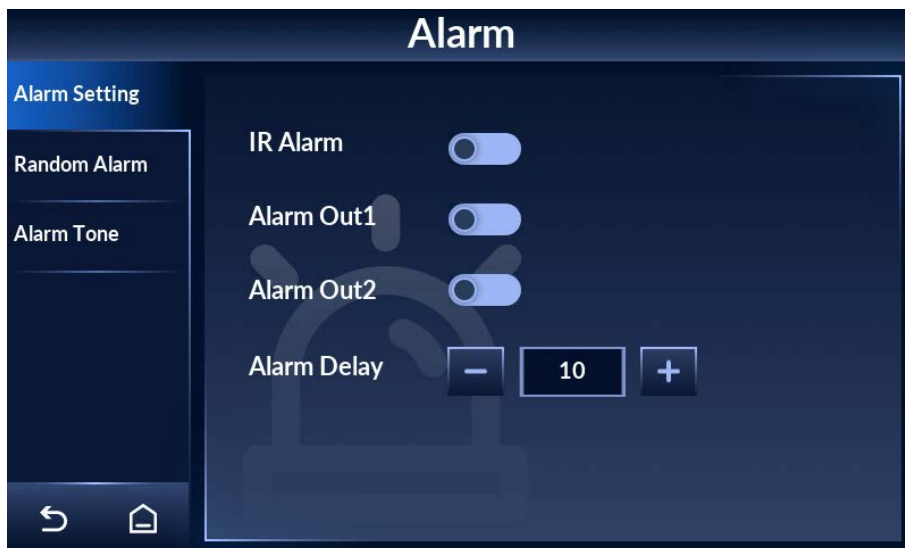 Alarm
Alarm Setting
Random Alarm
Alarm Tone
IR Alarm
Alarm Out1
Alarm Out2
Alarm Delay
10